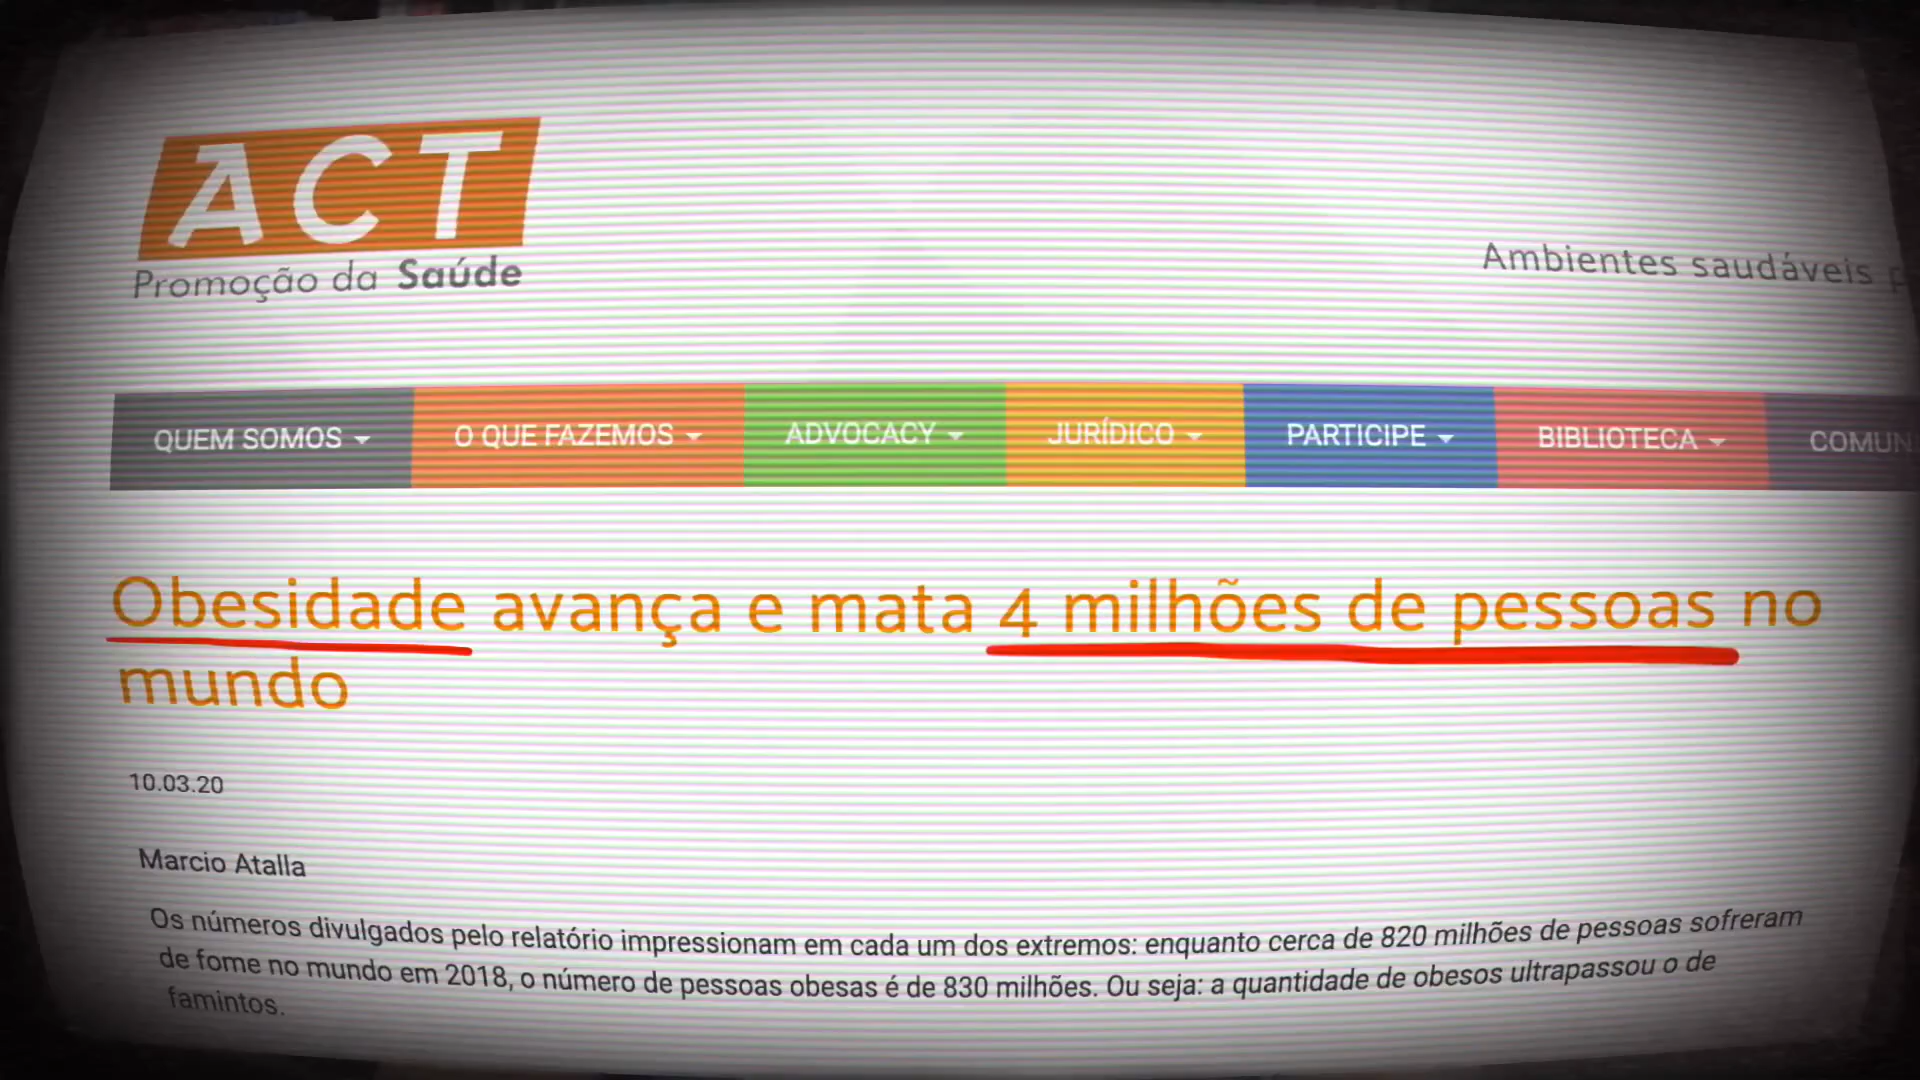 ACT
Promoção da Saúde
Ambientes saudáveis
QUEM SOMOS
O QUE FAZEMOS
ADVOCACY
JURÍDICO
PARTICIPE
BIBLIOTECA
COMUN
Obesidade avança e mata 4 milhões de pessoas no
mundo
10.03.20
Marcio Atalla
Os números divulgados pelo relatório impressionam em cada um dos extremos: enquanto cerca de 820 milhões de pessoas sofreram
de fome no mundo em 2018, o número de pessoas obesas é de 830 milhões. Ou seja: a quantidade de obesos ultrapassou o de
famintos.